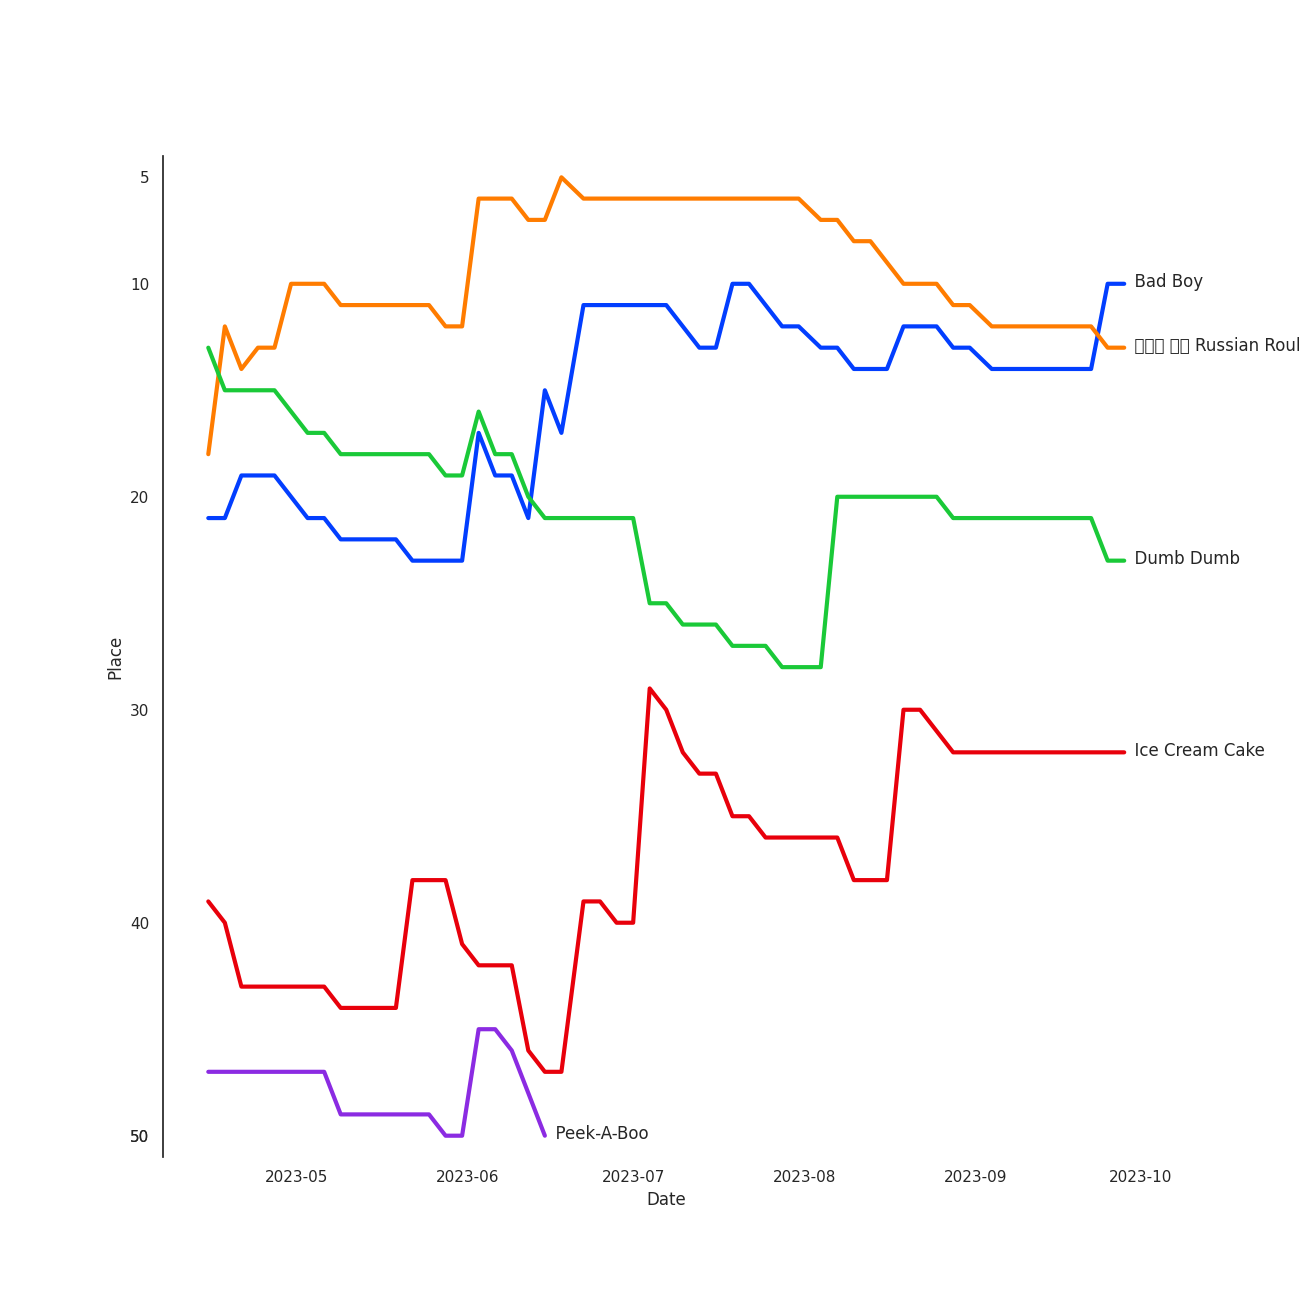 5
10
20
30
40
50
Place
Bad Boy
Russian Roul
Dumb Dumb
Ice Cream Cake
Peek-A-Boo
2023-05 2023-06 2023-07 2023-08 2023-09 2023-10
Date